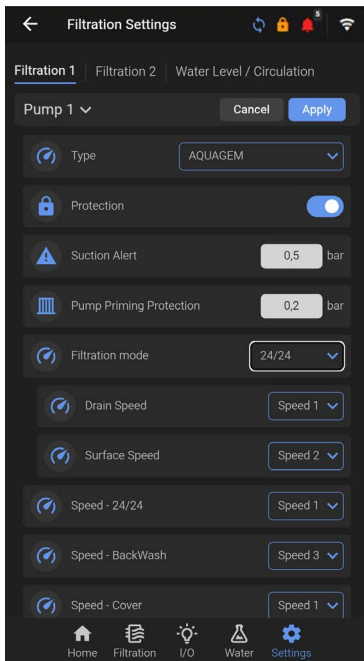 Filtration Settings
5
Filtration 1 Filtration 2 Water Level / Circulation
Pump 1 Cancel Apply
Type AQUAGEM
Protection
Suction Alert 0,5 bar
Pump Priming Protection 0,2 bar
Filtration mode 24/24
Drain Speed Speed 1
Surface Speed Speed 2
Speed - 24/24 Speed 1
Speed - BackWash Speed 3
Speed - Cover Speed 1
Home Filtration I/O Water Settings